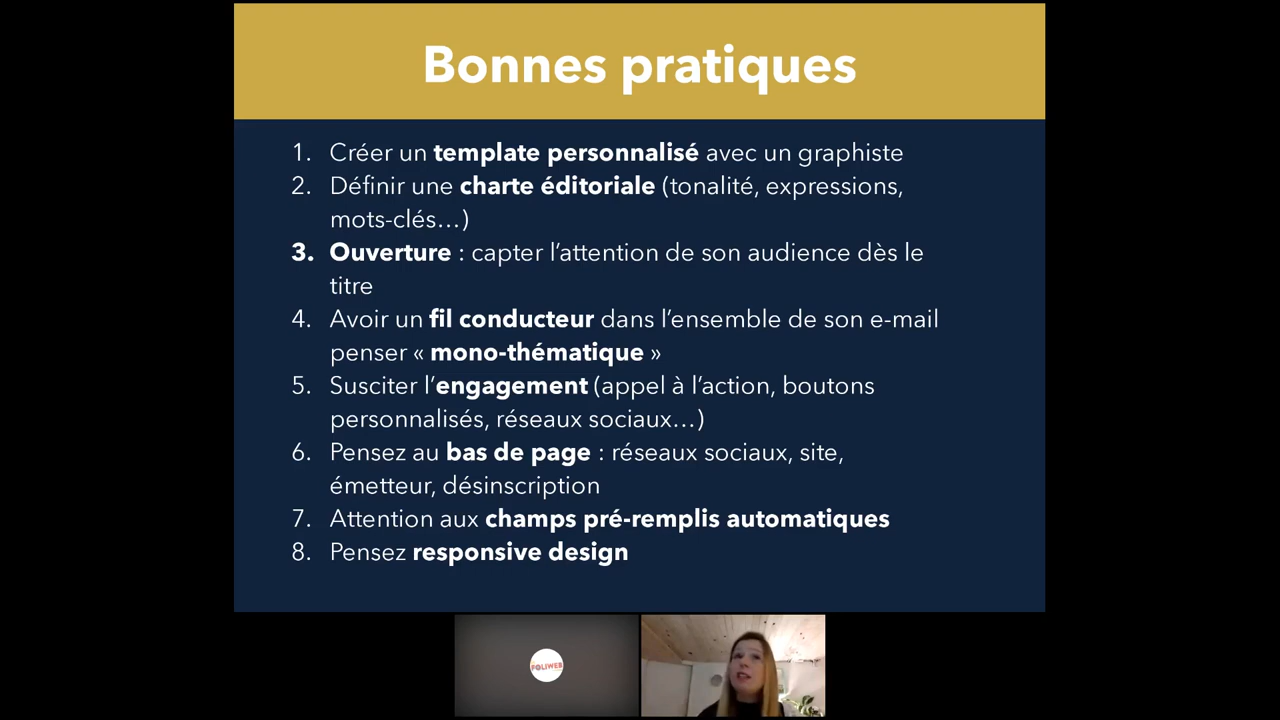 Bonnes pratiques
1. Créer un template personnalisé avec un graphiste
2. Définir une charte éditoriale (tonalité, expressions,
mots-clés…)
3. Ouverture : capter l’attention de son audience dès le
titre
4. Avoir un fil conducteur dans l’ensemble de son e-mail
penser « mono-thématique »
5. Susciter l’engagement (appel à l’action, boutons
personnalisés, réseaux sociaux…)
6. Pensez au bas de page : réseaux sociaux, site,
émetteur, désinscription
7. Attention aux champs pré-remplis automatiques
8. Pensez responsive design
FOLIWEB